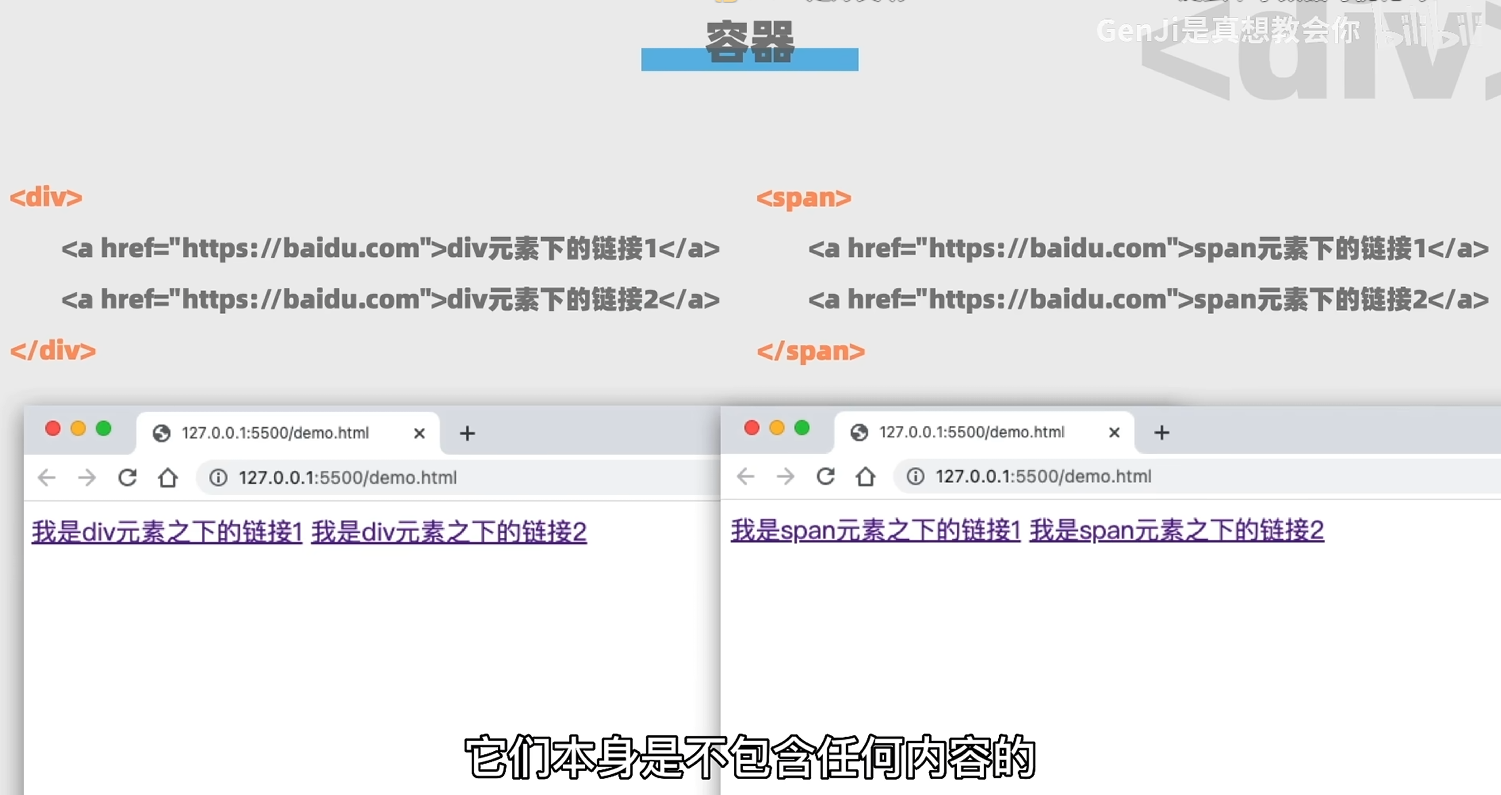 容器
GenJi是真想教会你 bilibili
<div>
<div>
<a href="https://baidu.com">div元素下的链接1</a>
<a href="https://baidu.com">div元素下的链接2</a>
</div>
<span>
<a href="https://baidu.com">span元素下的链接1</a>
<a href="https://baidu.com">span元素下的链接2</a>
</span>
127.0.0.1:5500/demo.html
127.0.0.1:5500/demo.html
我是div元素之下的链接1 我是div元素之下的链接2
127.0.0.1:5500/demo.html
127.0.0.1:5500/demo.html
我是span元素之下的链接1 我是span元素之下的链接2
它们本身是不包含任何内容的